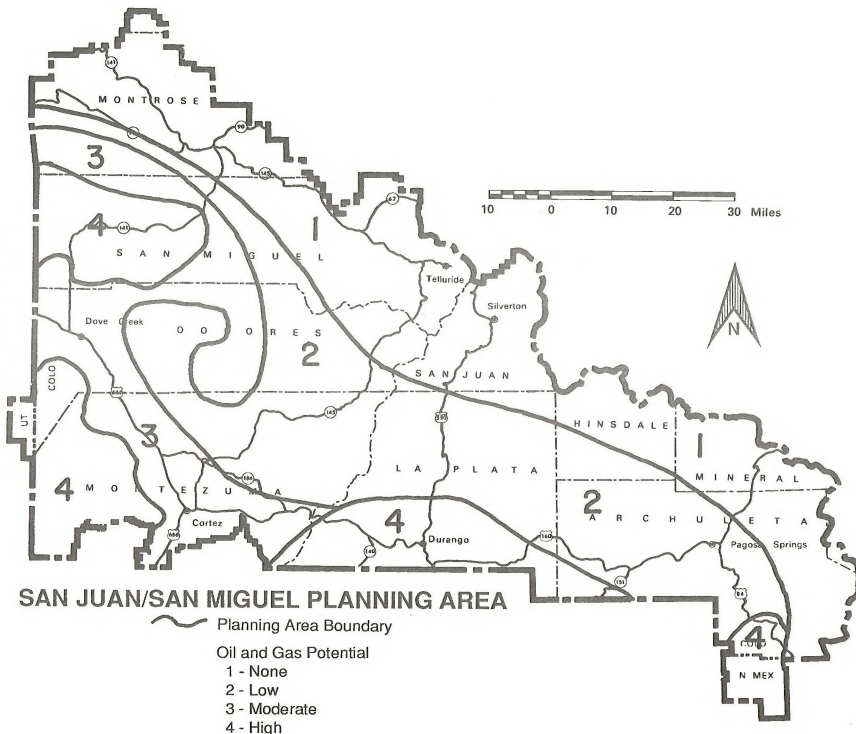 141
MONTROSE
90
90
3
145
62
10 0 10 20 30 Miles
4
141
1
SAN MIGUEL
Telluride
Silverton
N
Dove Creek
DOLORES
2
SAN JUAN
COLO
UT
666
145
550
HINSDALE
1
3
LA PLATA
MINERAL
4
MONTEZUMA
184
2
ARCHULETA
Cortez
4
160
Durango
Pagosa Springs
666
160
151
84
4
COLO
N MEX
SAN JUAN/SAN MIGUEL PLANNING AREA
Planning Area Boundary
Oil and Gas Potential
1 - None
2 - Low
3 - Moderate
4 - High